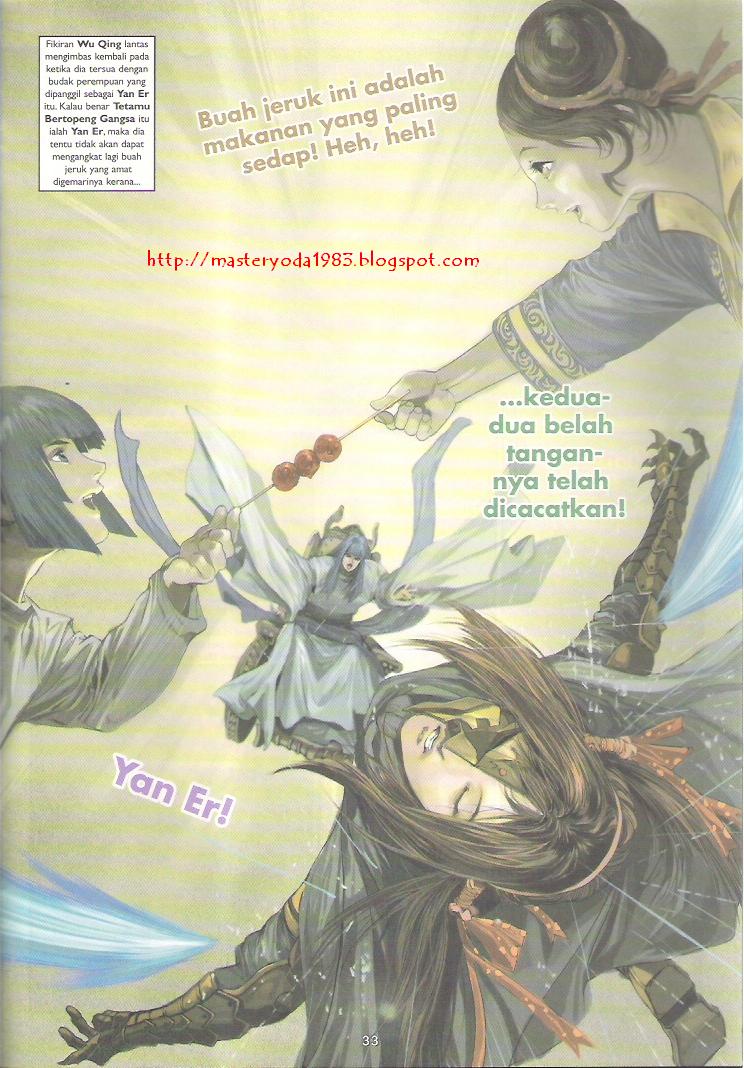 Fikiran Wu Qing lantas
mengimbas kembali pada
ketika dia tersua dengan
budak perempuan yang
dipanggil sebagai Yan Er
itu. Kalau benar Tetamu
Bertopeng Gangsa itu
ialah Yan Er, maka dia
tentu tidak akan dapat
mengangkat lagi buah
jeruk yang amat
digemarinya kerana...
Buah jeruk ini adalah
makanan yang paling
sedap! Heh, heh!
http://masteryoda1983.blogspot.com
...kedua-
dua belah
tangan-
nya telah
dicacatkan!
Yan Er!
33